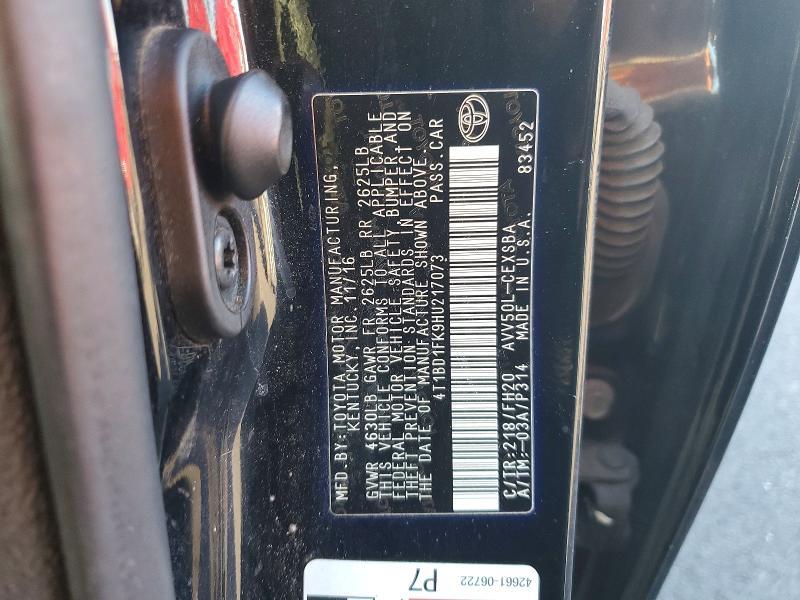 MFD.BY:TOYOTA MOTOR MANUFACTURING,
KENTUCKY, INC. 11/16
GVWR 4630LB GAWR FR 2625LB RR 2625LB
THIS VEHICLE CONFORMS TO ALL APPLICABLE
FEDERAL MOTOR VEHICLE SAFETY BUMPER, AND
THEFT PREVENTION STANDARDS IN EFFECT ON
THE DATE OF MANUFACTURE SHOWN ABOVE.
4T1BD1FK9HU217073 PASS.CAR
C/TR:218/FH20 AVV50L-CEXSBA 83452
A/TM:-03A/P314 MADE IN U.S.A.
42661-06722
P7